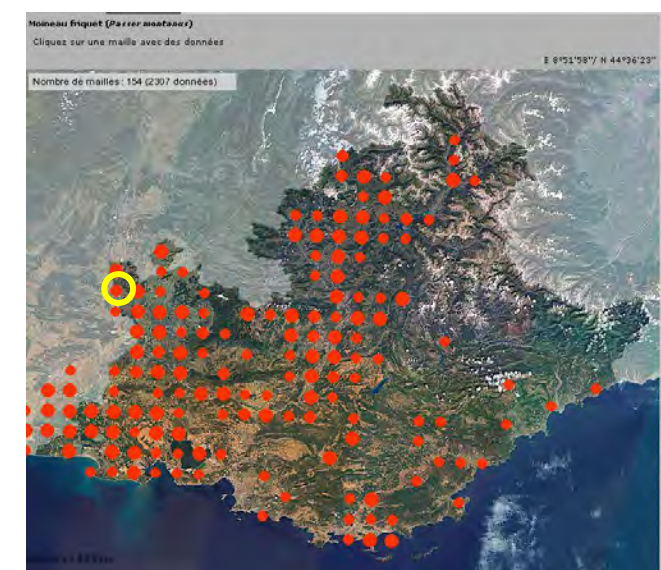 Moineau friquet (Passer montanus)
Cliquez sur une maille avec des données
E 8°51'58"/ N 44°36'23"
Nombre de mailles : 154 (2307 données)